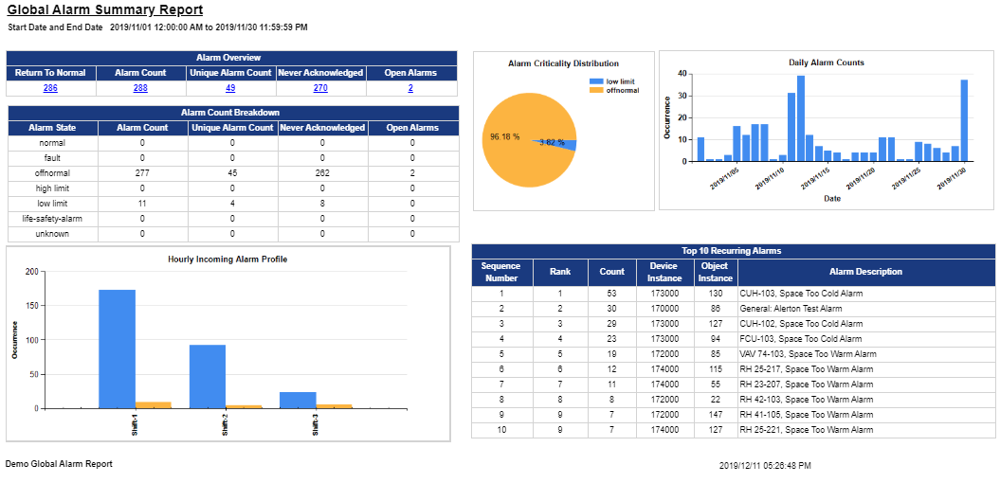 Global Alarm Summary Report
Start Date and End Date 2019/11/01 12:00:00 AM to 2019/11/30 11:59:59 PM
Alarm Overview
Return To Normal Alarm Count Unique Alarm Count Never Acknowledged Open Alarms
286 288 49 270 2
Alarm Count Breakdown
Alarm State Alarm Count Unique Alarm Count Never Acknowledged Open Alarms
normal 0 0 0 0
fault 0 0 0 0
offnormal 277 45 262 2
high limit 0 0 0 0
low limit 11 4 8 0
life-safety-alarm 0 0 0 0
unknown 0 0 0 0
Alarm Criticality Distribution
low limit
offnormal
96.18 % 3.82 %
Daily Alarm Counts
Occurrence
40
30
20
10
0
2019/11/05 2019/11/10 2019/11/15 2019/11/20 2019/11/25 2019/11/30
Date
Hourly Incoming Alarm Profile
Occurrence
200
150
100
50
0
Shift-1 Shift-2 Shift-3
Top 10 Recurring Alarms
Sequence Number Rank Count Device Instance Object Instance Alarm Description
1 1 53 173000 130 CUH-103, Space Too Cold Alarm
2 2 30 170000 86 General: Alerton Test Alarm
3 3 29 173000 127 CUH-102, Space Too Cold Alarm
4 4 23 173000 94 FCU-103, Space Too Cold Alarm
5 5 19 172000 85 VAV 74-103, Space Too Warm Alarm
6 6 12 174000 115 RH 25-217, Space Too Warm Alarm
7 7 11 174000 55 RH 23-207, Space Too Warm Alarm
8 8 8 172000 22 RH 42-103, Space Too Warm Alarm
9 9 7 172000 147 RH 41-105, Space Too Warm Alarm
10 9 7 174000 127 RH 25-221, Space Too Warm Alarm
Demo Global Alarm Report
2019/12/11 05:26:48 PM